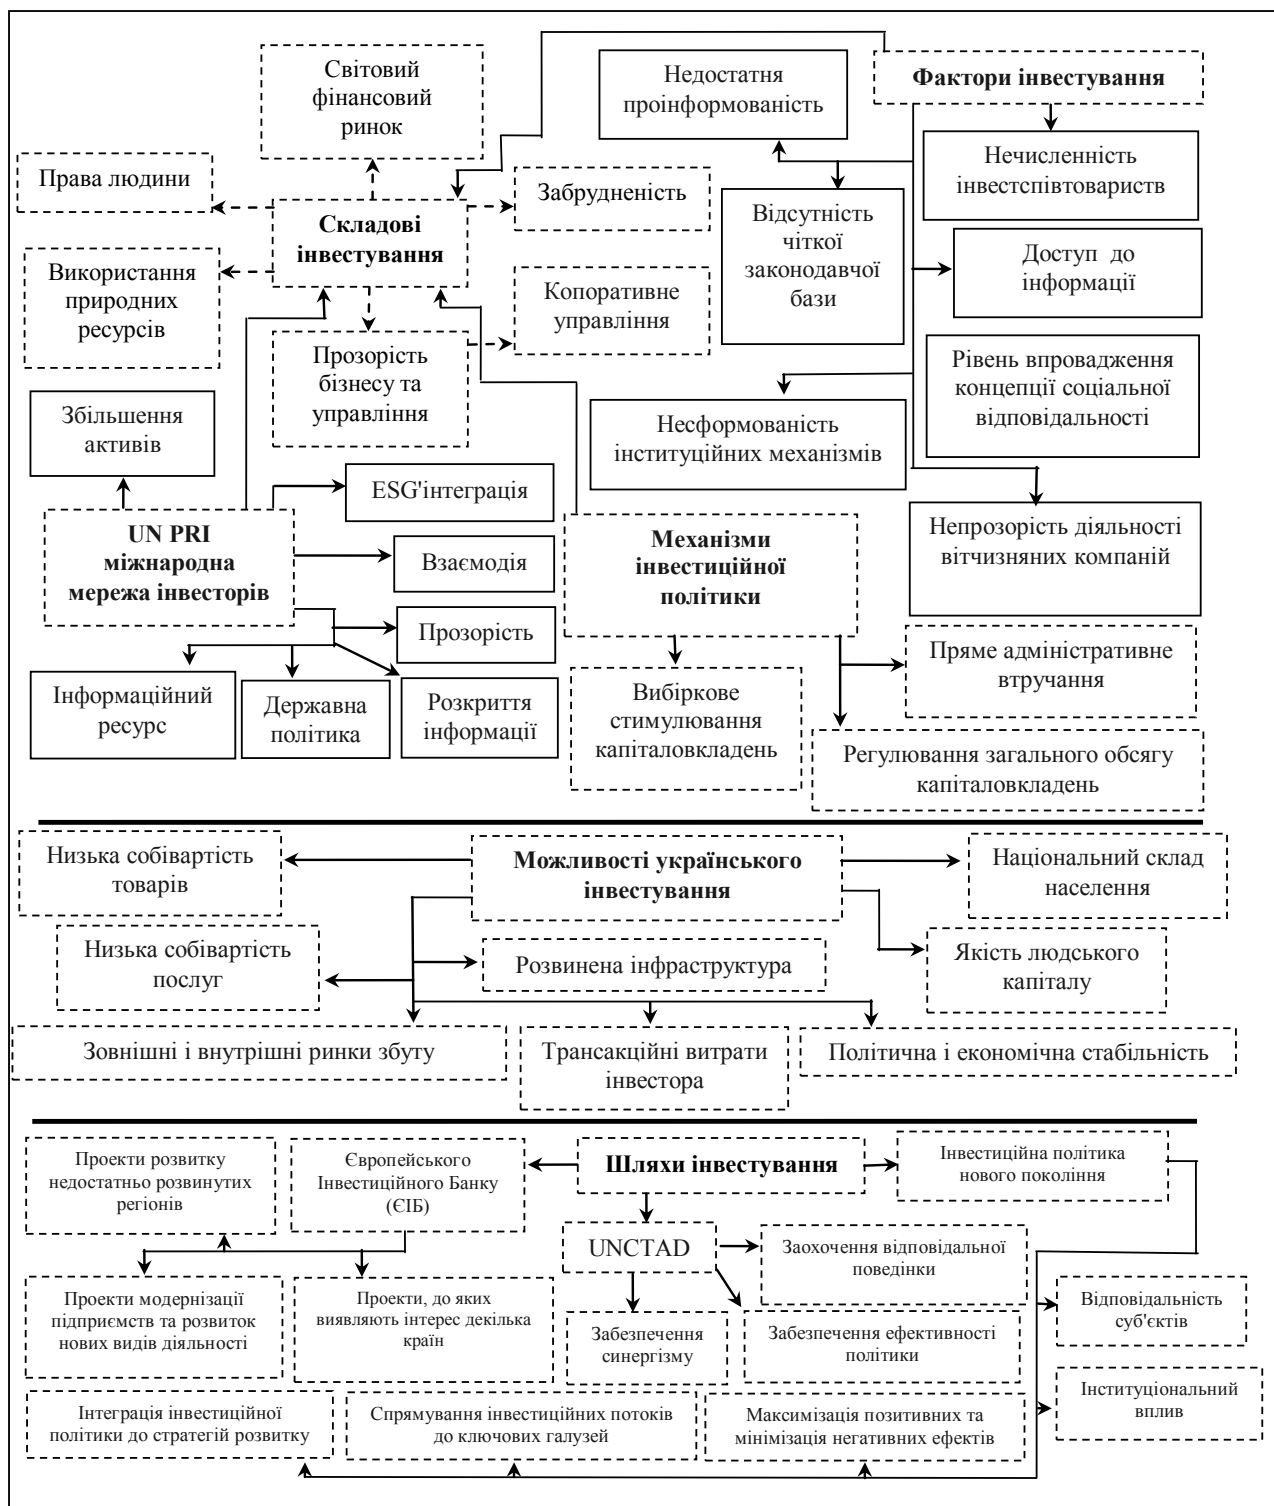 Світовий
фінансовий
ринок
Недостатня
проінформованість
Фактори інвестування
Права людини
Забрудненість
Нечисленність
інвестспівтовариств
Складові
інвестування
Відсутність
чіткої
законодавчої
бази
Використання
природних
ресурсів
Копоративне
управління
Доступ до
інформації
Прозорість
бізнесу та
управління
Рівень впровадження
концепції соціальної
відповідальності
Збільшення
активів
Несформованість
інституційних механізмів
ESG'інтеграція
UN PRI
міжнародна
мережа інвесторів
Взаємодія
Механізми
інвестиційної
політики
Непрозорість діяльності
вітчизняних компаній
Прозорість
Пряме адміністративне
втручання
Інформаційний
ресурс
Державна
політика
Розкриття
інформації
Вибіркове
стимулювання
капіталовкладень
Регулювання загального обсягу
капіталовкладень
Низька собівартість
товарів
Можливості українського
інвестування
Національний склад
населення
Низька собівартість
послуг
Розвинена інфраструктура
Якість людського
капіталу
Зовнішні і внутрішні ринки збуту
Трансакційні витрати
інвестора
Політична і економічна стабільність
Проекти розвитку
недостатньо розвинутих
регіонів
Європейського
Інвестиційного Банку
(ЄІБ)
Шляхи інвестування
Інвестиційна політика
нового покоління
UNCTAD
Заохочення відповідальної
поведінки
Проекти модернізації
підприємств та розвиток
нових видів діяльності
Проекти, до яких
виявляють інтерес декілька
країн
Забезпечення
синергізму
Забезпечення ефективності
політики
Відповідальність
суб'єктів
Інтеграція інвестиційної
політики до стратегій розвитку
Спрямування інвестиційних потоків
до ключових галузей
Максимізація позитивних та
мінімізація негативних ефектів
Інституціональний
вплив